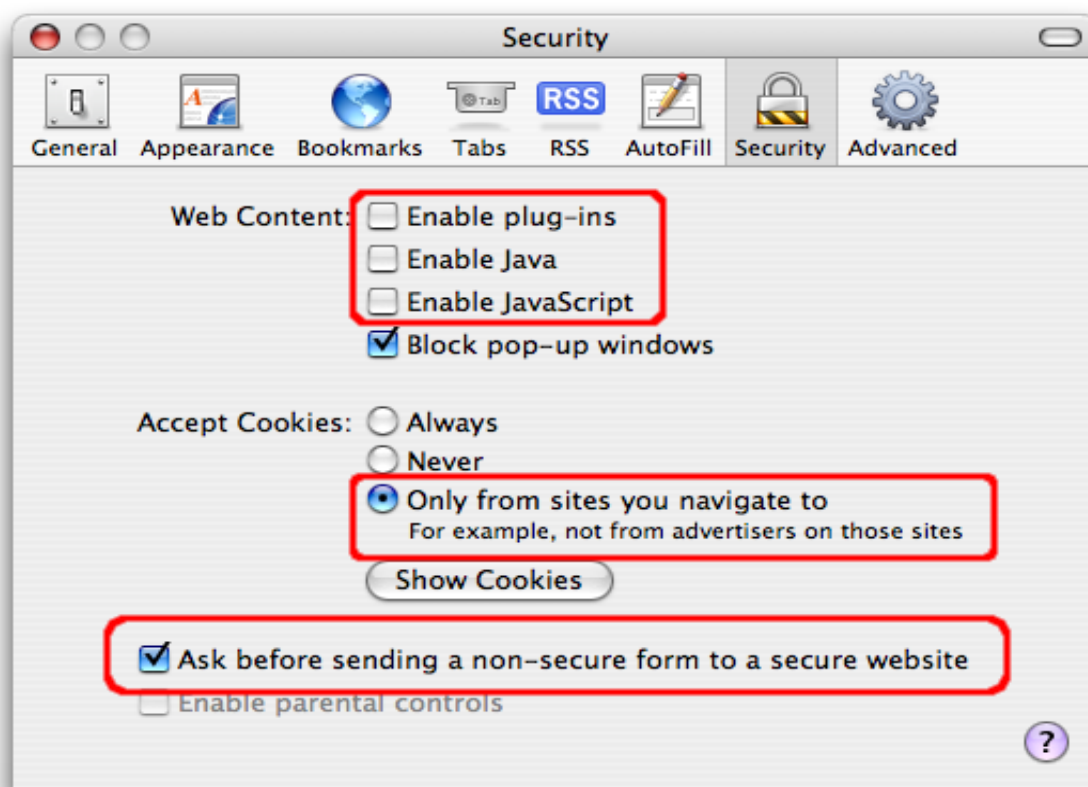 Security
General Appearance Bookmarks Tabs RSS AutoFill Security Advanced
Web Content: Enable plug-ins
Enable Java
Enable JavaScript
Block pop-up windows
Accept Cookies: Always
Never
Only from sites you navigate to
For example, not from advertisers on those sites
Show Cookies
Ask before sending a non-secure form to a secure website
Enable parental controls
?